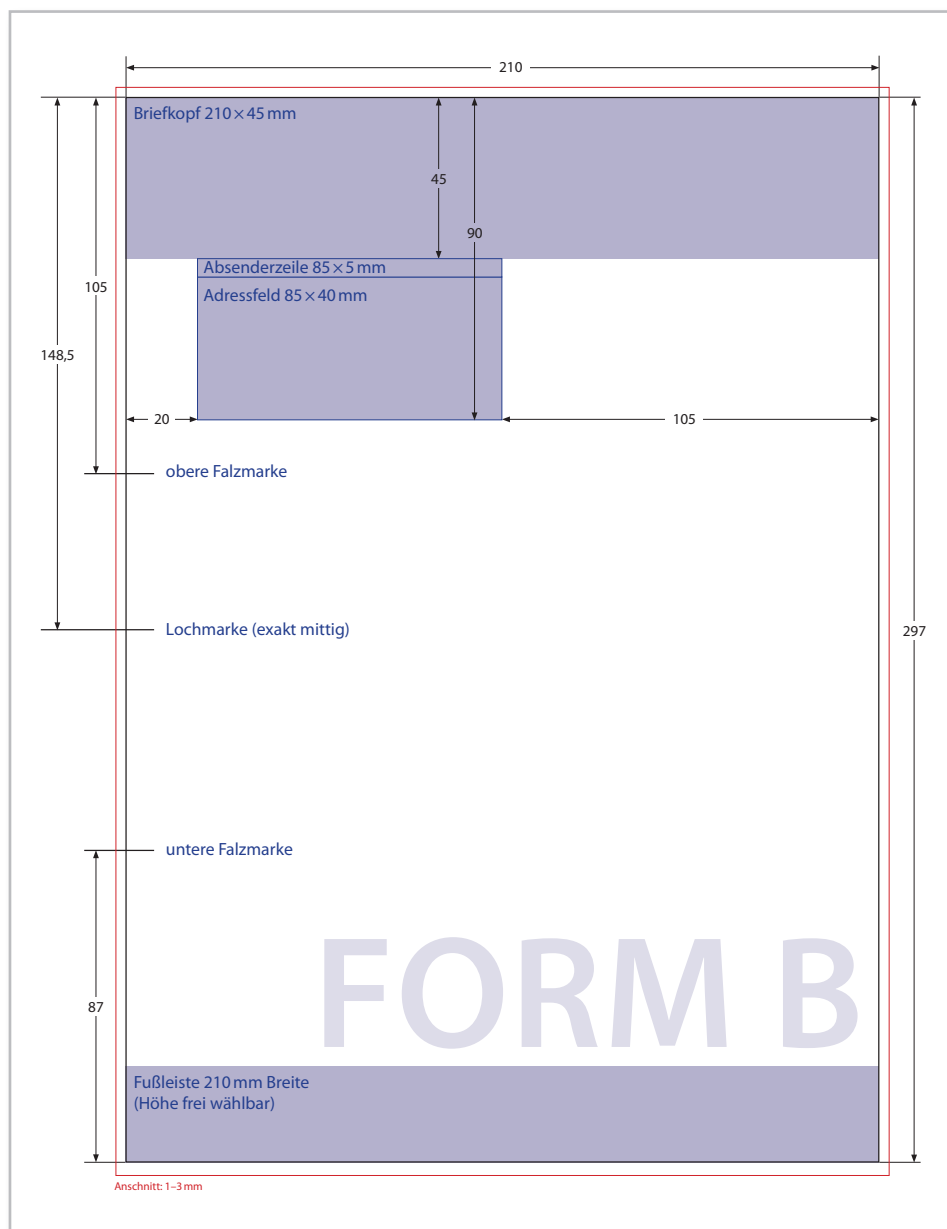 210
Briefkopf 210 × 45 mm
45
90
Absenderzeile 85 × 5 mm
105
Adressfeld 85 × 40 mm
148,5
20
105
obere Falzmarke
Lochmarke (exakt mittig)
297
untere Falzmarke
FORM B
87
Fußleiste 210 mm Breite
(Höhe frei wählbar)
Anschnitt: 1–3 mm